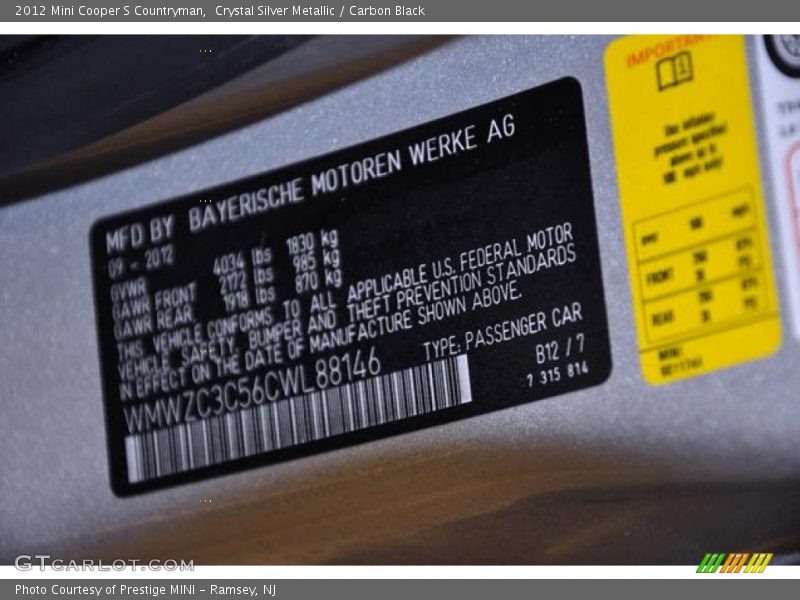 2012 Mini Cooper S Countryman,  Crystal Silver Metallic / Carbon Black
MFD BY BAYERISCHE MOTOREN WERKE AG
09 - 2012
GVWR 4034 lbs 1830 kg
GAWR FRONT 2172 lbs 985 kg
GAWR REAR 1918 lbs 870 kg
THIS VEHICLE CONFORMS TO ALL APPLICABLE U.S. FEDERAL MOTOR
VEHICLE SAFETY, BUMPER AND THEFT PREVENTION STANDARDS
IN EFFECT ON THE DATE OF MANUFACTURE SHOWN ABOVE.
WMWZC3C56CWL88146 TYPE: PASSENGER CAR
B12 / 7
7 315 814
IMPORTANT
FRONT
REAR
MINI
GTcarlot.com
Photo Courtesy of Prestige MINI – Ramsey, NJ